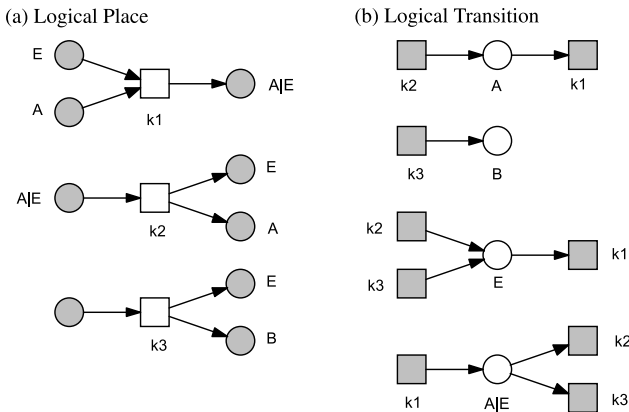 (a) Logical Place
E
A
k1
A|E
A|E
k2
E
A
k3
E
B
(b) Logical Transition
k2
A
k1
k3
B
k2
k3
E
k1
k1
A|E
k2
k3